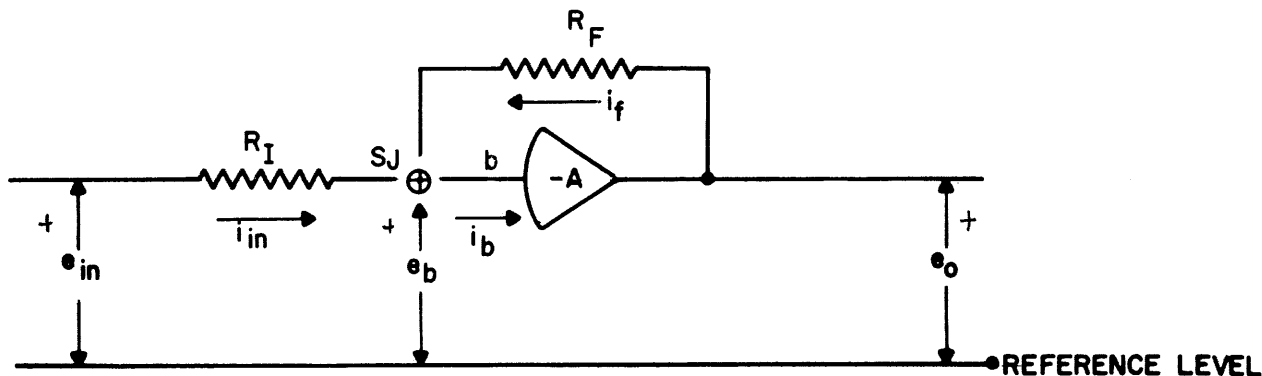 R_F
i_f
R_I
SJ
b
-A
+
i_in
+
i_b
+
e_in
e_b
e_o
REFERENCE LEVEL